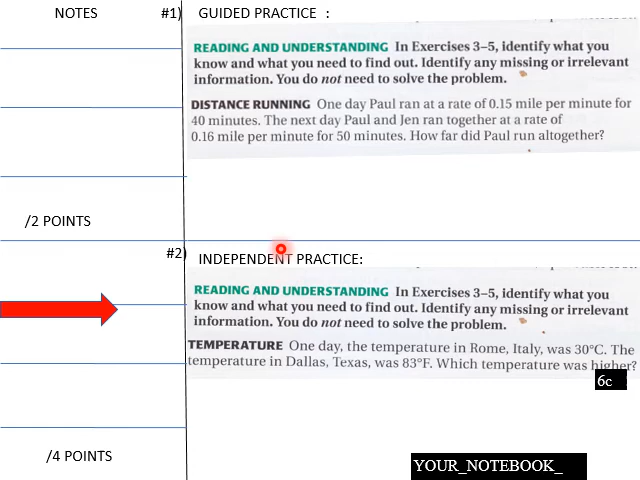 NOTES
#1) GUIDED PRACTICE :
READING AND UNDERSTANDING In Exercises 3–5, identify what you
know and what you need to find out. Identify any missing or irrelevant
information. You do not need to solve the problem.
DISTANCE RUNNING One day Paul ran at a rate of 0.15 mile per minute for
40 minutes. The next day Paul and Jen ran together at a rate of
0.16 mile per minute for 50 minutes. How far did Paul run altogether?
/2 POINTS
#2) INDEPENDENT PRACTICE:
READING AND UNDERSTANDING In Exercises 3–5, identify what you
know and what you need to find out. Identify any missing or irrelevant
information. You do not need to solve the problem.
TEMPERATURE One day, the temperature in Rome, Italy, was 30°C. The
temperature in Dallas, Texas, was 83°F. Which temperature was higher?
6c
/4 POINTS
YOUR_NOTEBOOK_